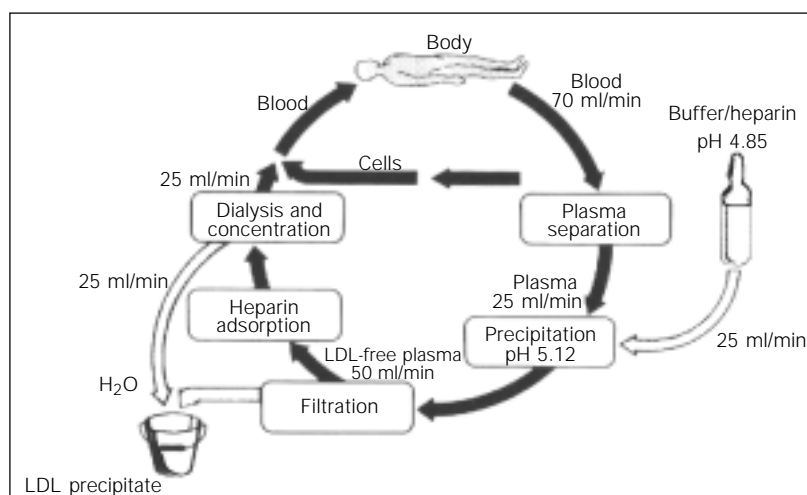 Body
Blood
70 ml/min
Buffer/heparin
pH 4.85
Blood
Cells
25 ml/min
Dialysis and
concentration
Plasma
separation
25 ml/min
Plasma
25 ml/min
Heparin
adsorption
Precipitation
pH 5.12
25 ml/min
LDL-free plasma
50 ml/min
H₂O
Filtration
LDL precipitate